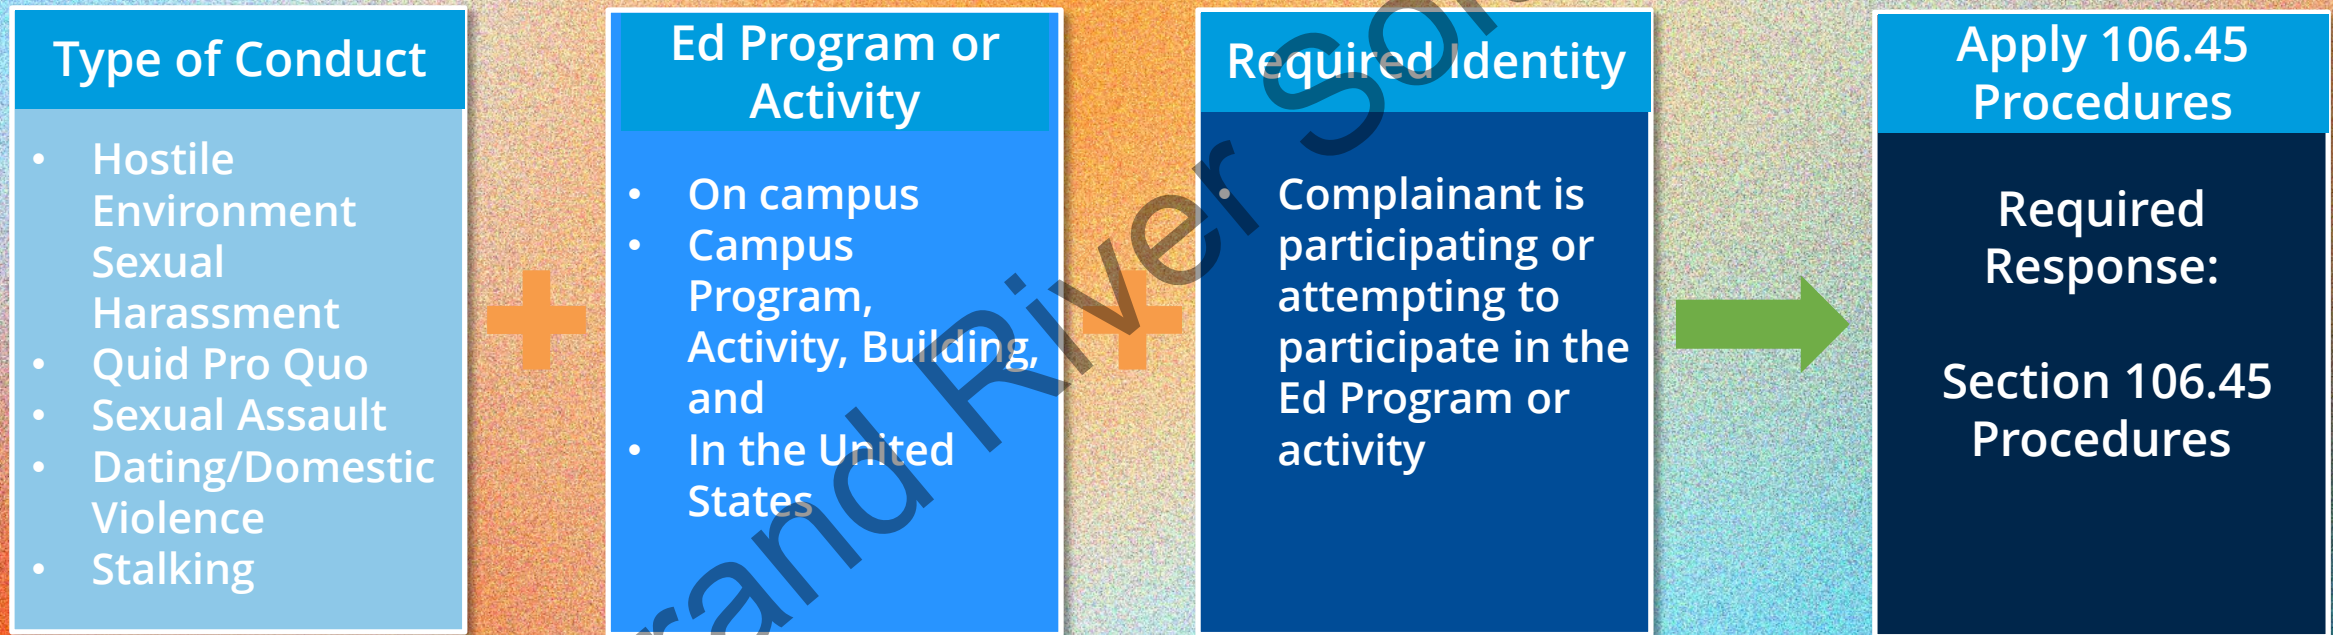 Type of Conduct
• Hostile
Environment
Sexual
Harassment
• Quid Pro Quo
• Sexual Assault
• Dating/Domestic
Violence
• Stalking
Ed Program or
Activity
• On campus
• Campus
Program,
Activity, Building,
and
• In the United
States
Required Identity
• Complainant is
participating or
attempting to
participate in the
Ed Program or
activity
Apply 106.45
Procedures
Required
Response:
Section 106.45
Procedures
River